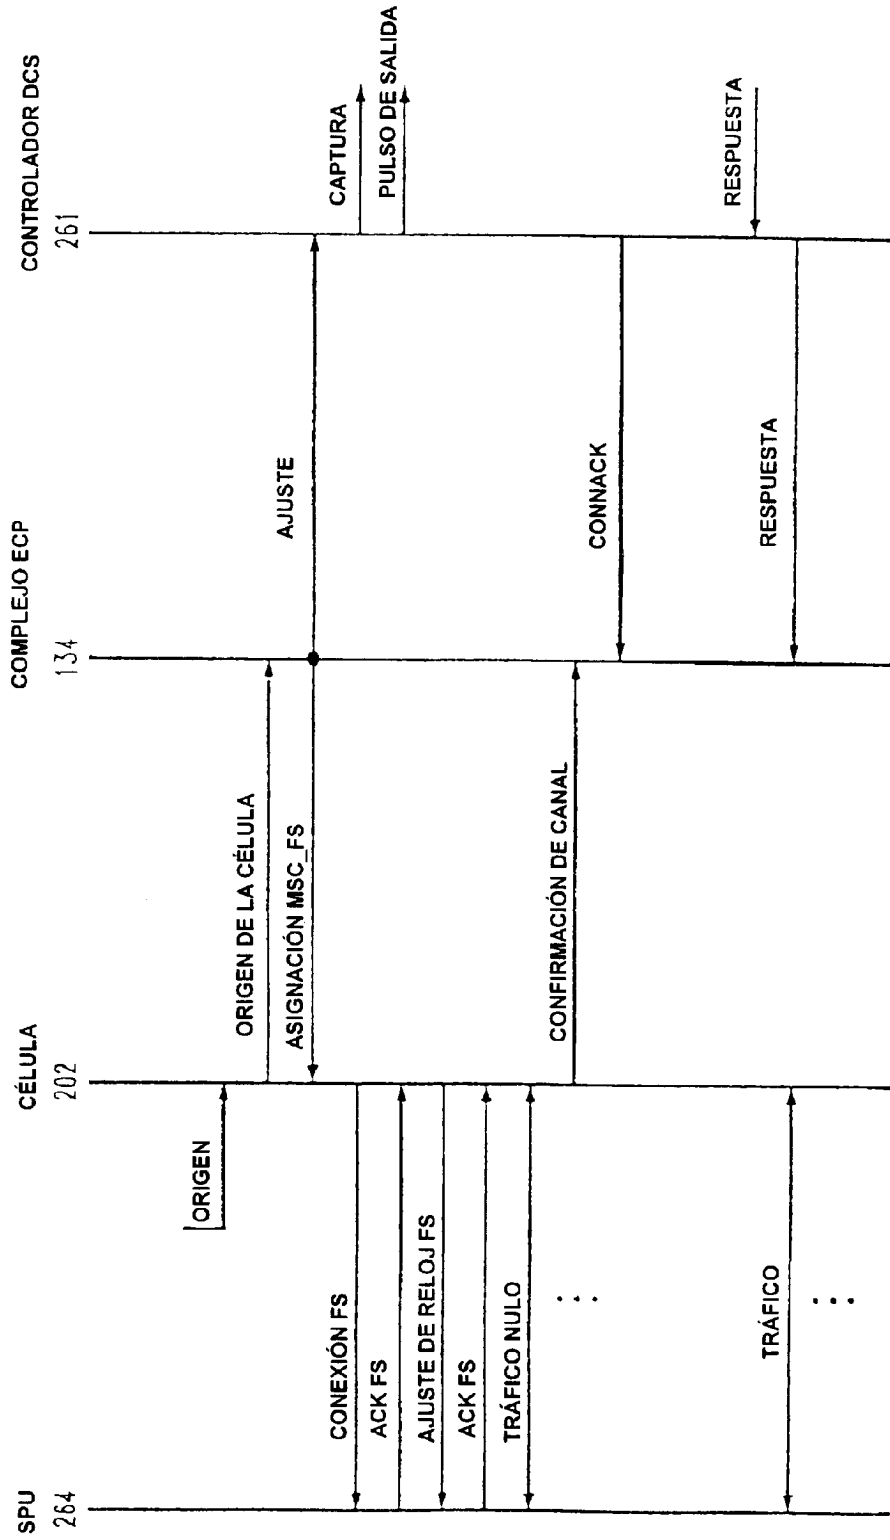 SPU
264
CÉLULA
202
COMPLEJO ECP
134
CONTROLADOR DCS
261
ORIGEN
ORIGEN DE LA CÉLULA
ASIGNACIÓN MSC_FS
AJUSTE
CONEXIÓN FS
CAPTURA
ACK FS
PULSO DE SALIDA
AJUSTE DE RELOJ FS
ACK FS
TRÁFICO NULO
CONFIRMACIÓN DE CANAL
CONNACK
RESPUESTA
TRÁFICO
RESPUESTA